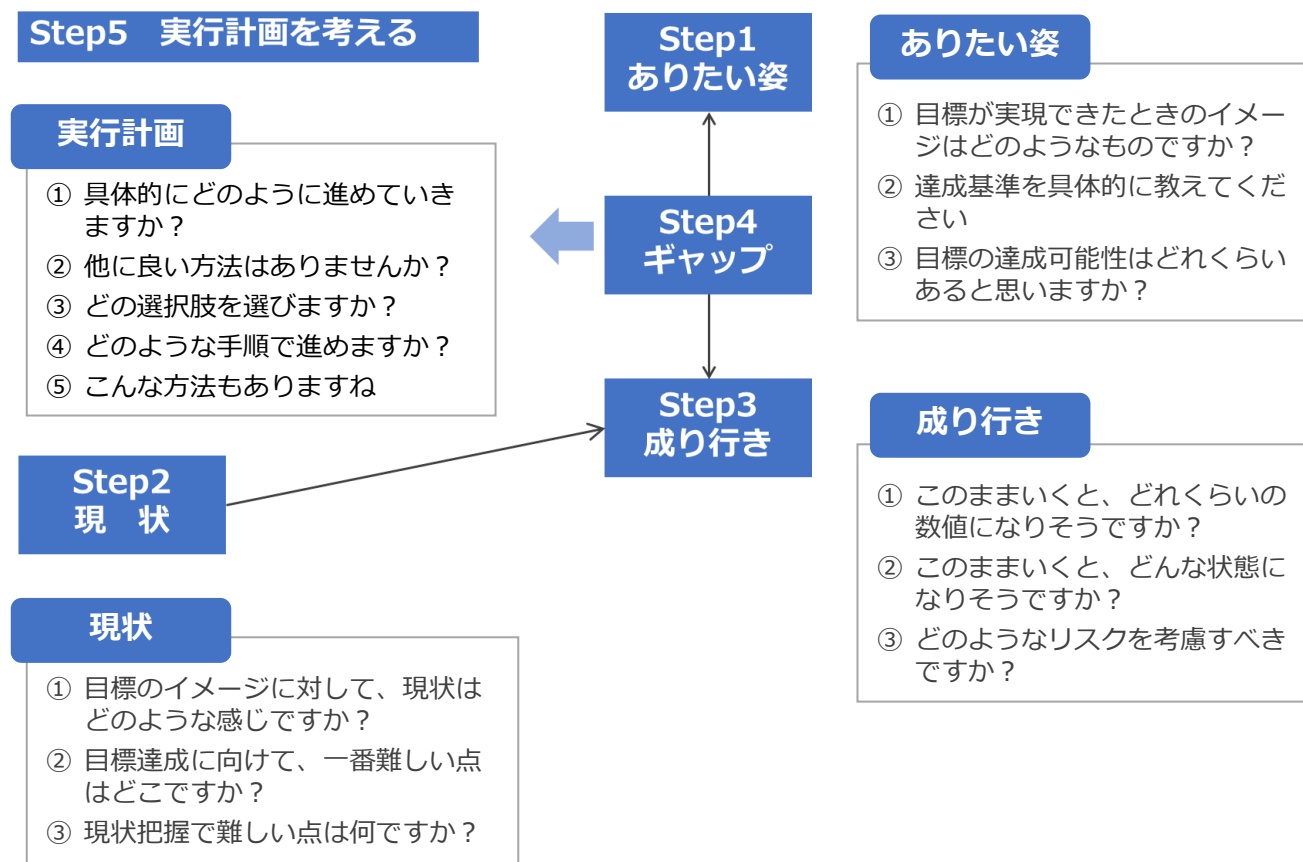 Step5　実行計画を考える
実行計画
① 具体的にどのように進めていき
ますか？
② 他に良い方法はありませんか？
③ どの選択肢を選びますか？
④ どのような手順で進めますか？
⑤ こんな方法もありますね
Step1
ありたい姿
Step4
ギャップ
Step3
成り行き
Step2
現　状
ありたい姿
① 目標が実現できたときのイメー
ジはどのようなものですか？
② 達成基準を具体的に教えてくだ
さい
③ 目標の達成可能性はどれくらい
あると思いますか？
成り行き
① このままいくと、どれくらいの
数値になりそうですか？
② このままいくと、どんな状態に
なりそうですか？
③ どのようなリスクを考慮すべき
ですか？
現状
① 目標のイメージに対して、現状は
どのような感じですか？
② 目標達成に向けて、一番難しい点
はどこですか？
③ 現状把握で難しい点は何ですか？